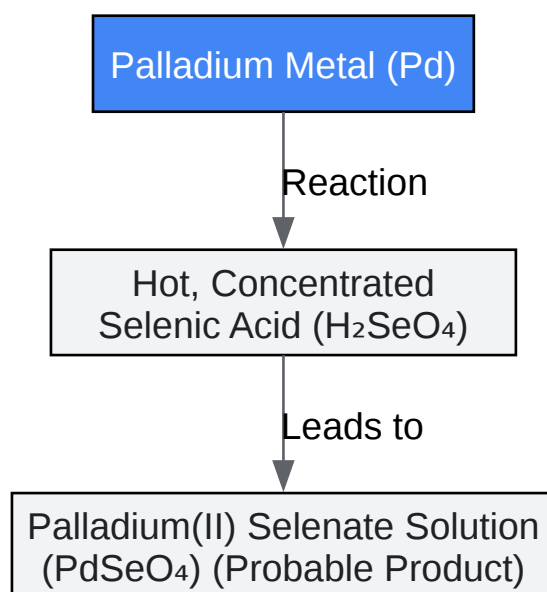 Palladium Metal (Pd)
Reaction
Hot, Concentrated
Selenic Acid (H₂SeO₄)
Leads to
Palladium(II) Selenate Solution
(PdSeO₄) (Probable Product)